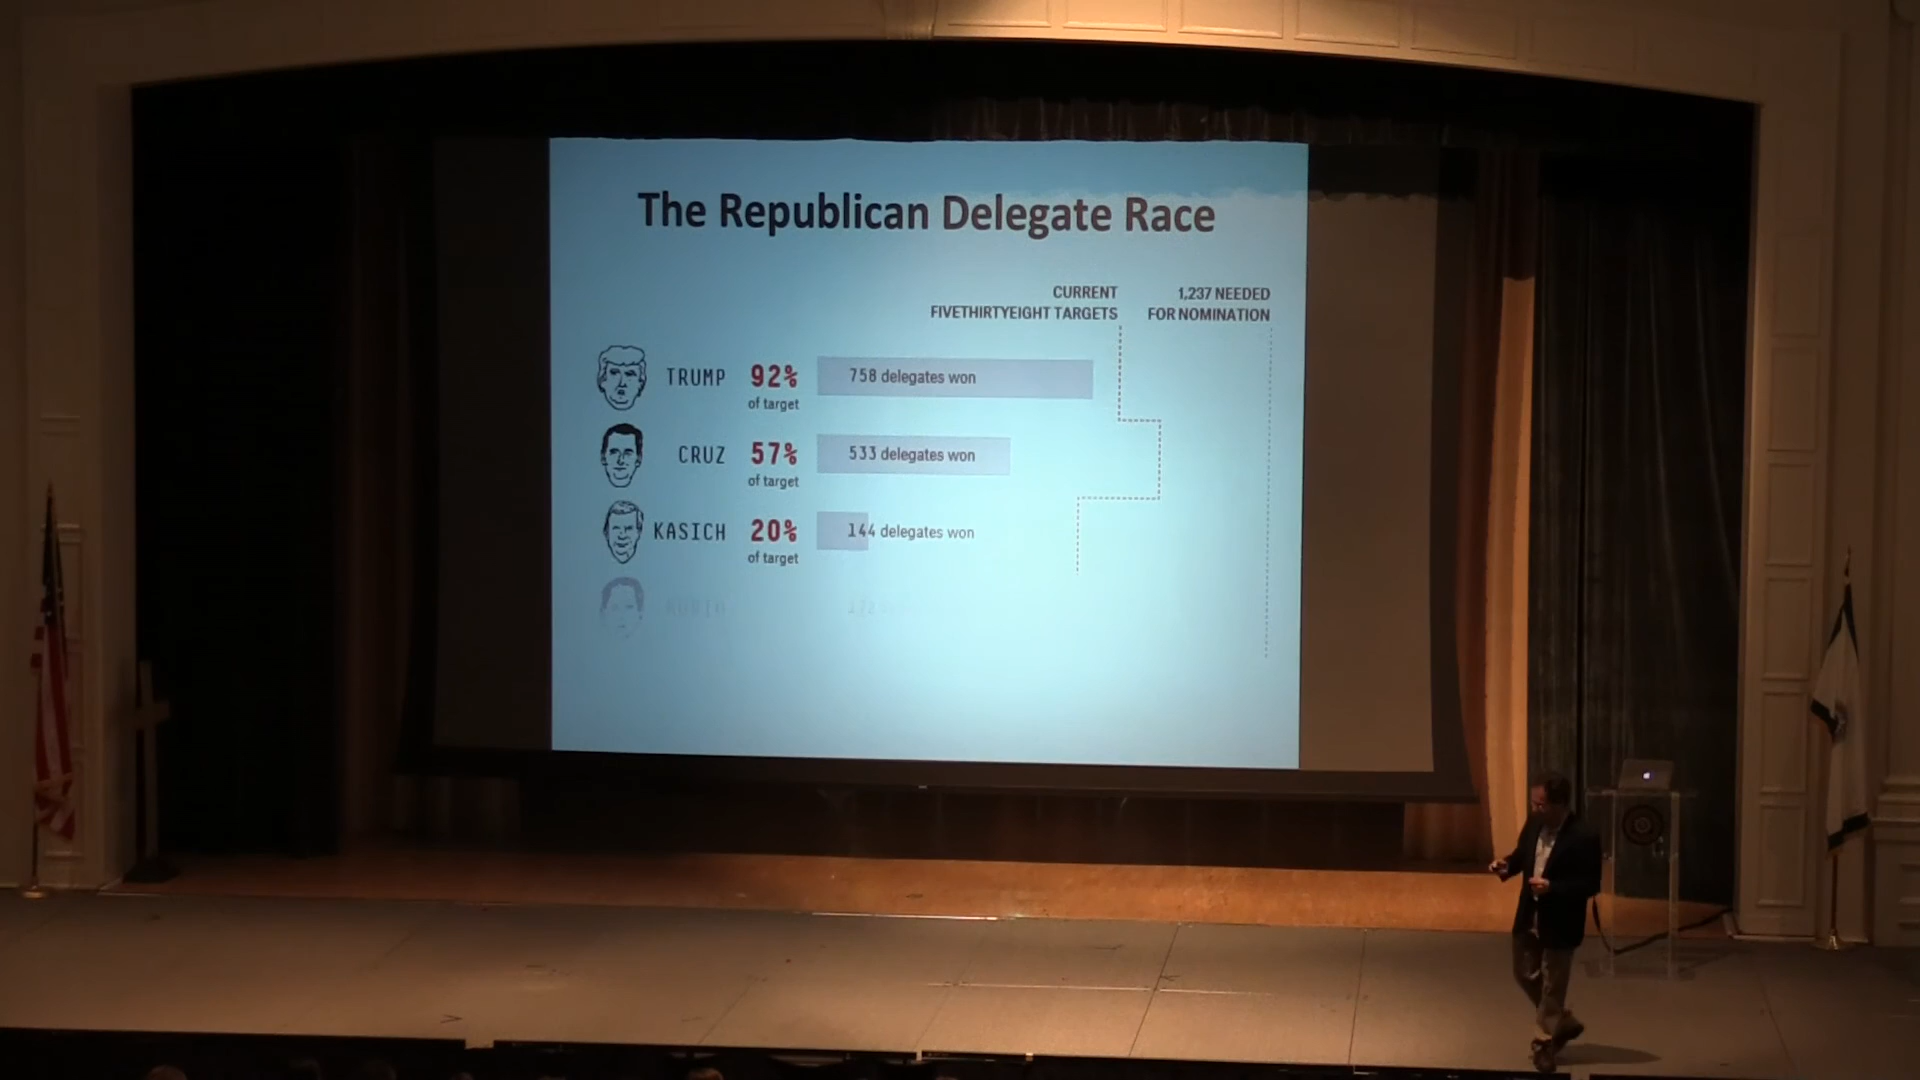 The Republican Delegate Race
CURRENT
FIVETHIRTYEIGHT TARGETS
1,237 NEEDED
FOR NOMINATION
TRUMP 92% 758 delegates won
of target
CRUZ 57% 533 delegates won
of target
KASICH 20% 144 delegates won
of target